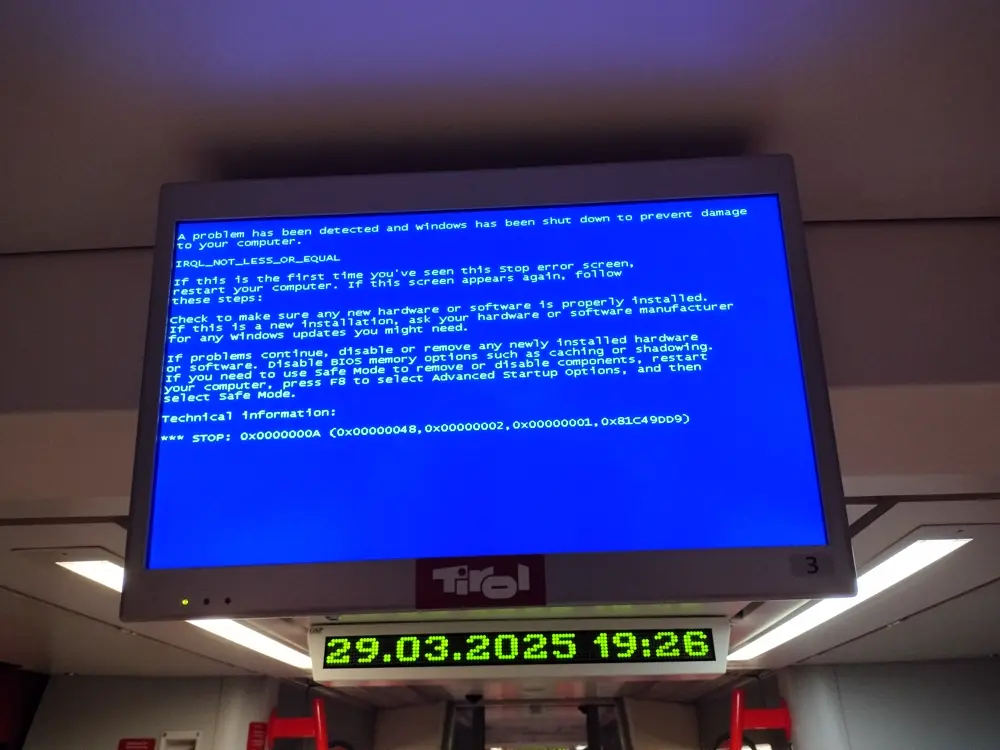 A problem has been detected and Windows has been shut down to prevent damage
to your computer.
IRQL_NOT_LESS_OR_EQUAL
If this is the first time you've seen this Stop error screen,
restart your computer. If this screen appears again, follow
these steps:
Check to make sure any new hardware or software is properly installed.
If this is a new installation, ask your hardware or software manufacturer
for any Windows updates you might need.
If problems continue, disable or remove any newly installed hardware
or software. Disable BIOS memory options such as caching or shadowing.
If you need to use Safe Mode to remove or disable components, restart
your computer, press F8 to select Advanced Startup Options, and then
select Safe Mode.
Technical information:
*** STOP: 0x0000000A (0x00000048,0x00000002,0x00000001,0x81C49DD9)
Tirol
3
29.03.2025 19:26